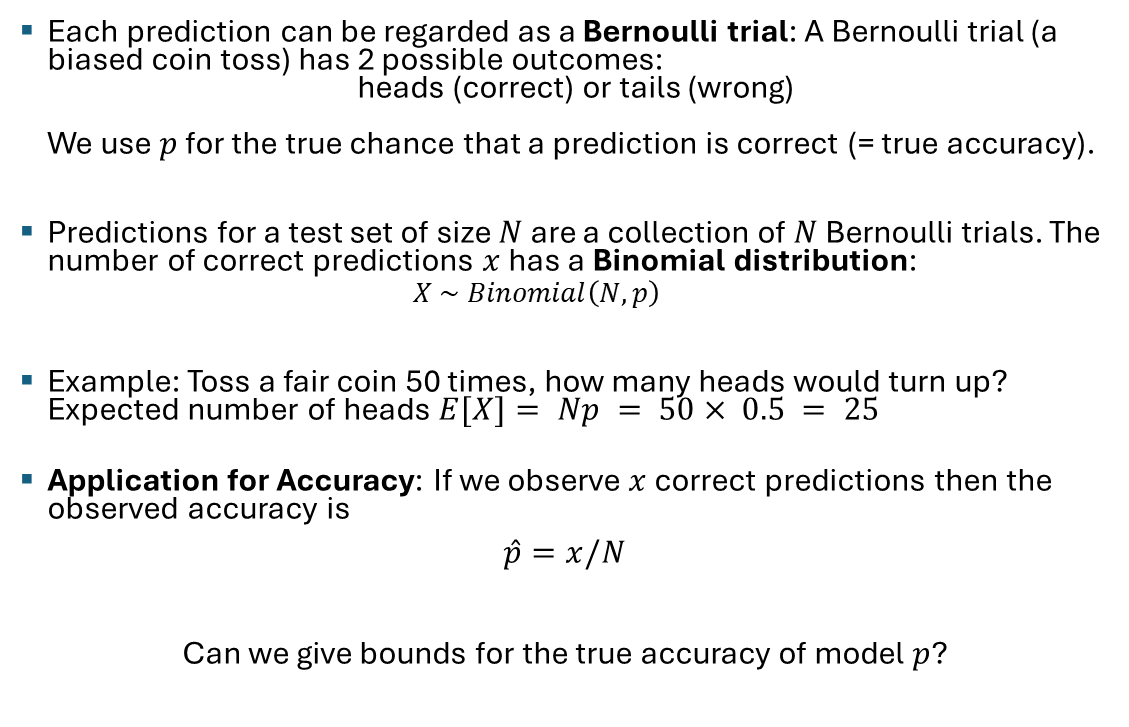 ▪ Each prediction can be regarded as a Bernoulli trial: A Bernoulli trial (a
biased coin toss) has 2 possible outcomes:
heads (correct) or tails (wrong)
We use p for the true chance that a prediction is correct (= true accuracy).
▪ Predictions for a test set of size N are a collection of N Bernoulli trials. The
number of correct predictions x has a Binomial distribution:
X ~ Binomial(N, p)
▪ Example: Toss a fair coin 50 times, how many heads would turn up?
Expected number of heads E[X] = Np = 50 × 0.5 = 25
▪ Application for Accuracy: If we observe x correct predictions then the
observed accuracy is
p̂ = x/N
Can we give bounds for the true accuracy of model p?